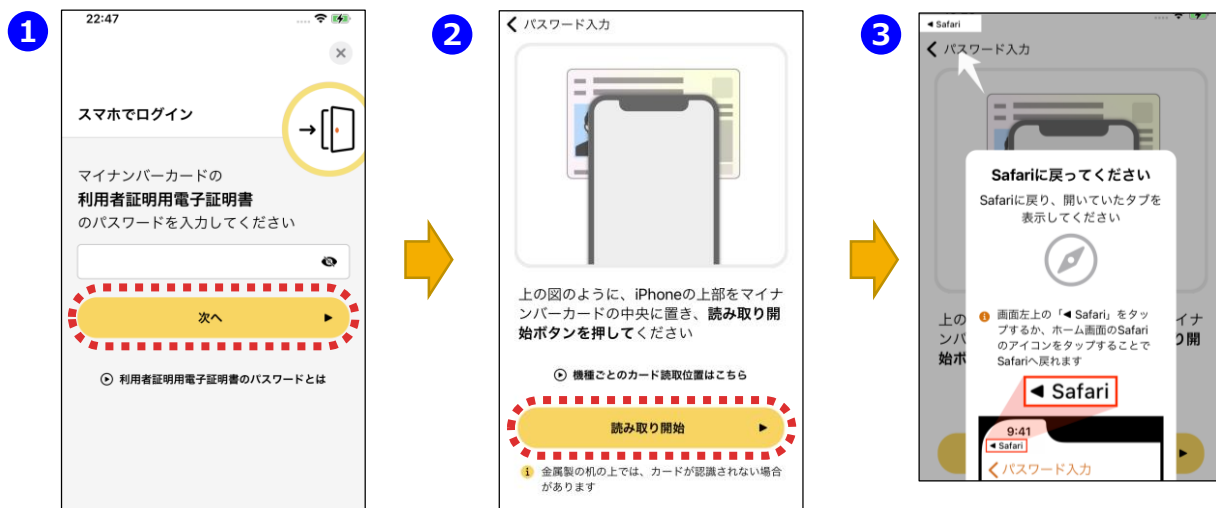 1
22:47
スマホでログイン
マイナンバーカードの
利用者証明用電子証明書
のパスワードを入力してください
次へ
利用者証明用電子証明書のパスワードとは
2
パスワード入力
上の図のように、iPhoneの上部をマイナ
ンバーカードの中央に置き、読み取り開
始ボタンを押してください
機種ごとのカード読取位置はこちら
読み取り開始
金属製の机の上では、カードが認識されない場合
があります
3
◀ Safari
パスワード入力
Safariに戻ってください
Safariに戻り、開いていたタブを
表示してください
上の
イナ
ンバ
り開
始ボ
画面左上の「◀ Safari」をタッ
プするか、ホーム画面のSafari
のアイコンをタップすることで
Safariへ戻れます
◀ Safari
9:41
◀ Safari
パスワード入力